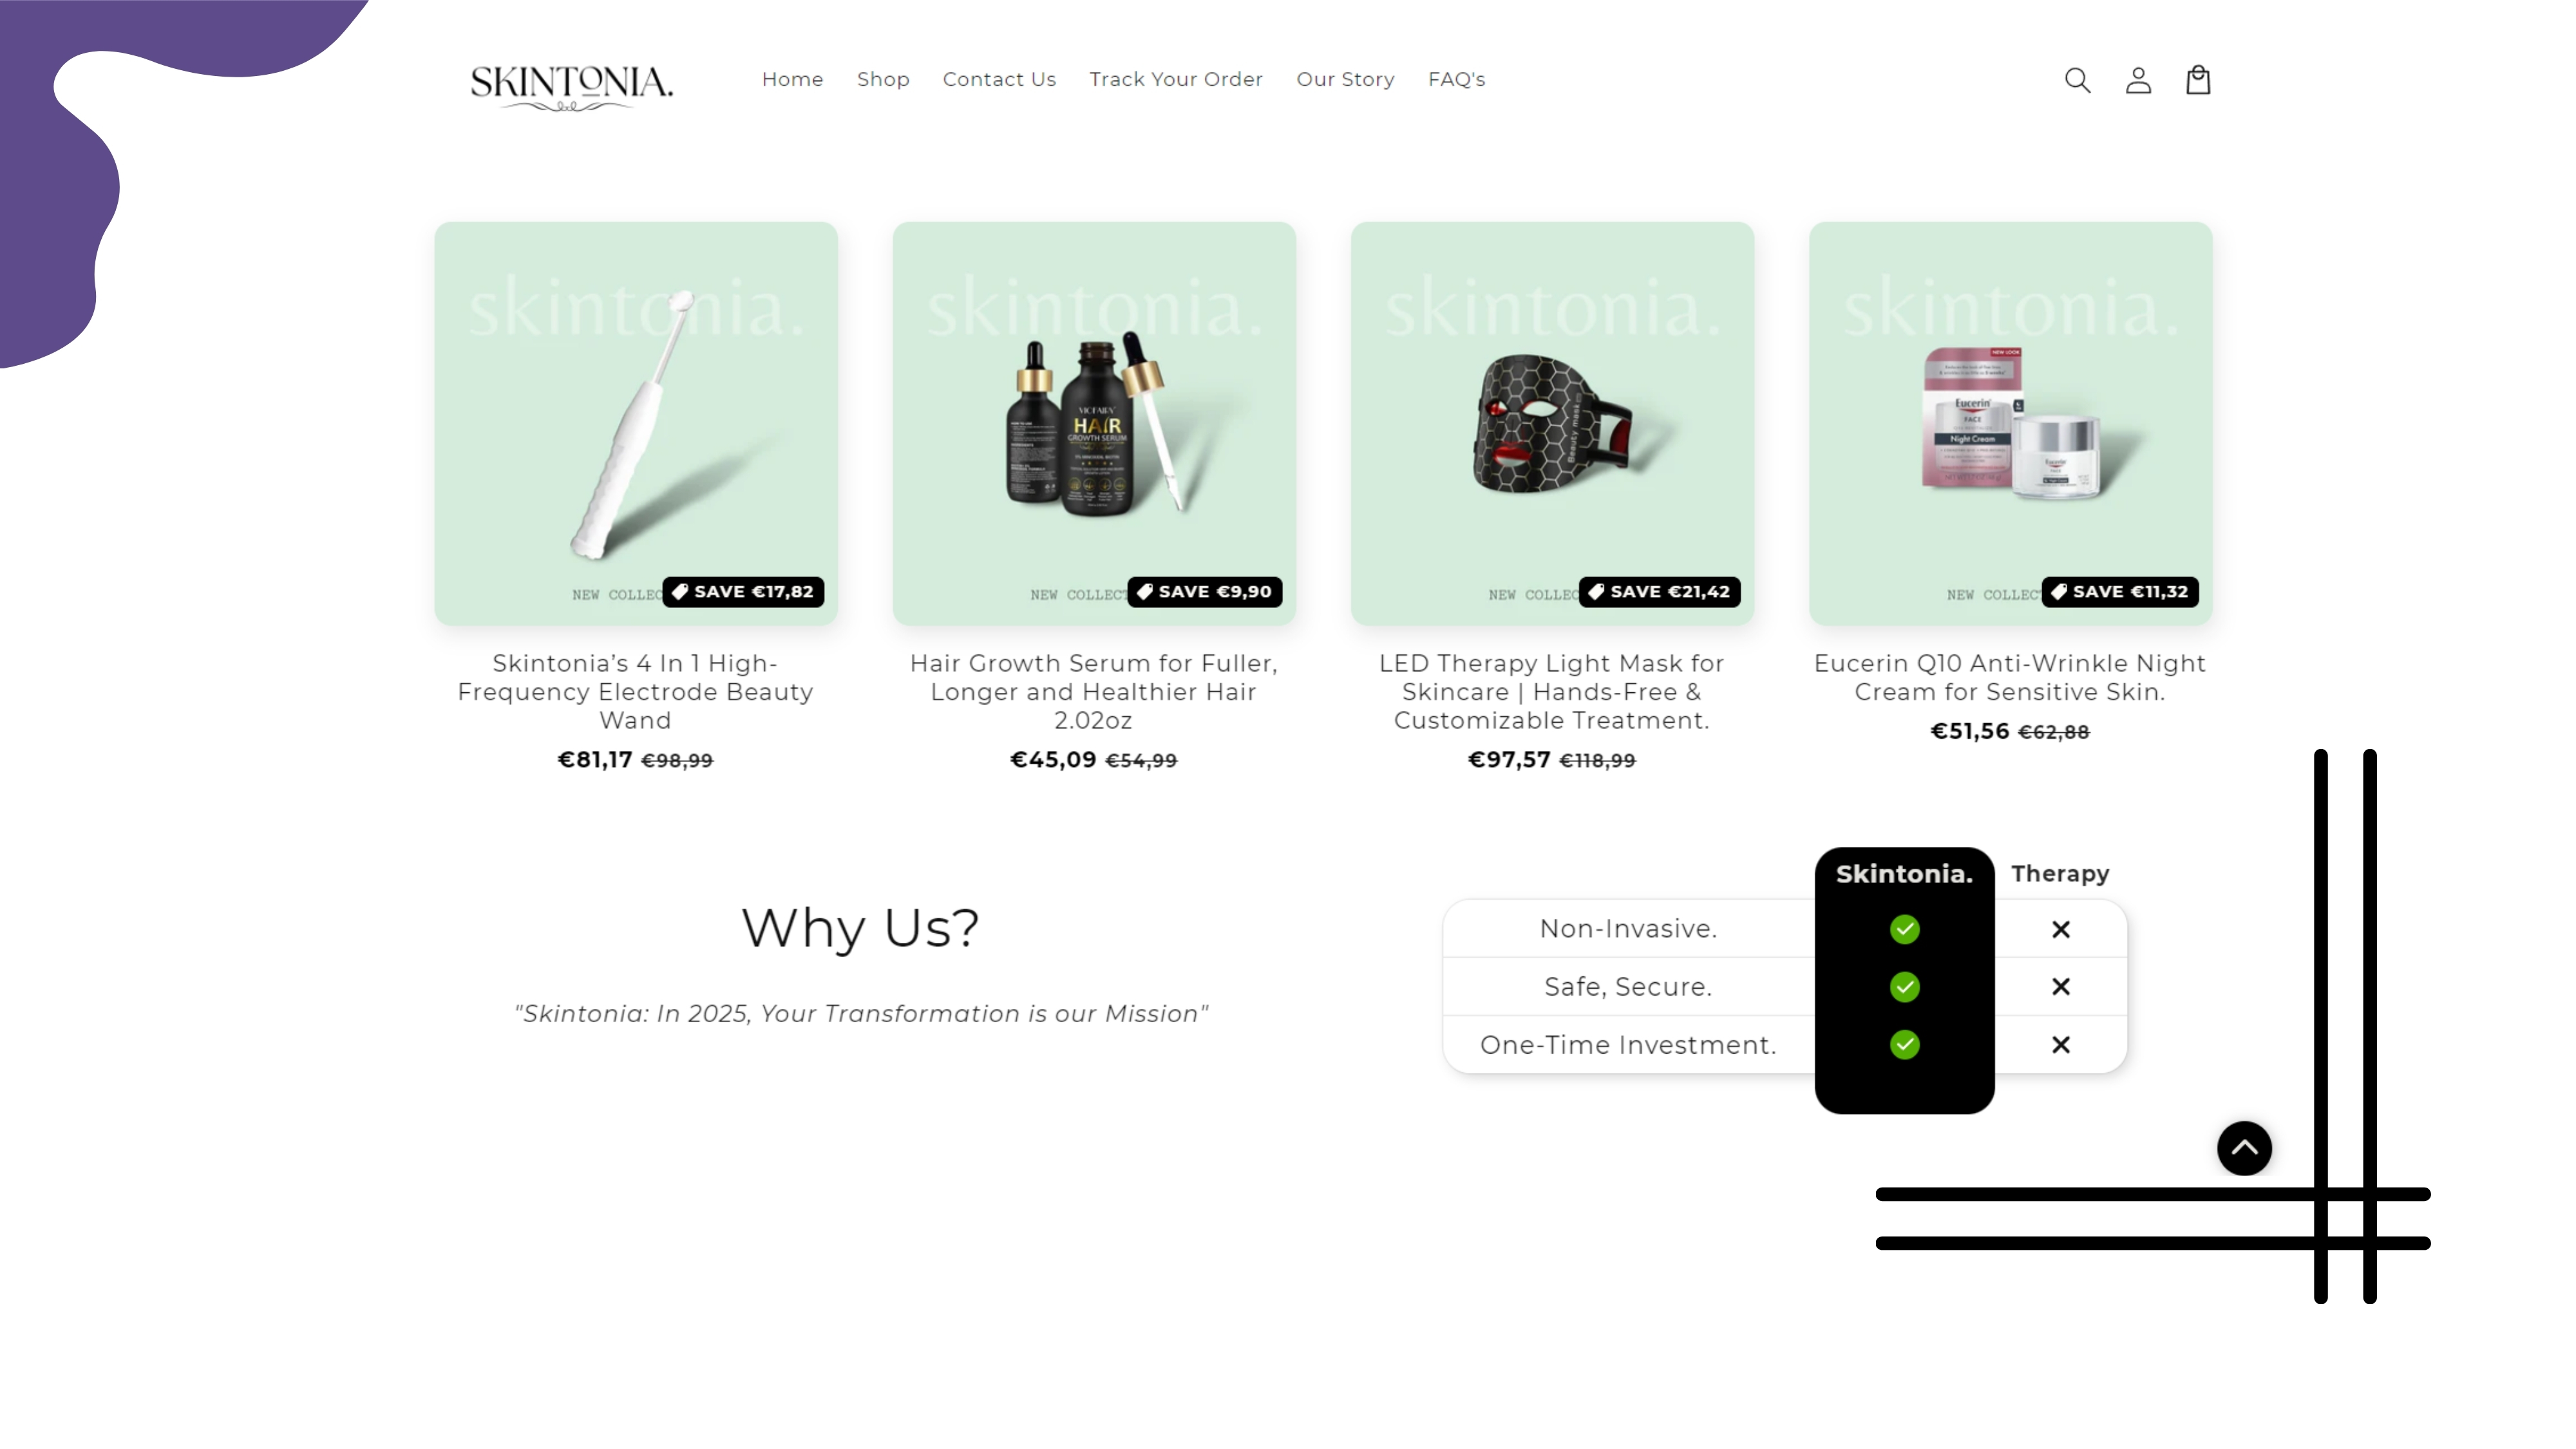 SKINTONIA.
Home Shop Contact Us Track Your Order Our Story FAQ's
skintonia.
skintonia.
skintonia.
skintonia.
HAIR
GROWTH SERUM
Beauty mask
NEW LOOK
Eucerin
FACE
Night Cream
Eucerin
NEW COLLEC
SAVE €17,82
NEW COLLECT
SAVE €9,90
NEW COLLEC
SAVE €21,42
NEW COLLEC
SAVE €11,32
Skintonia’s 4 In 1 High-
Frequency Electrode Beauty
Wand
€81,17 €98,99
Hair Growth Serum for Fuller,
Longer and Healthier Hair
2.02oz
€45,09 €54,99
LED Therapy Light Mask for
Skincare | Hands-Free &
Customizable Treatment.
€97,57 €118,99
Eucerin Q10 Anti-Wrinkle Night
Cream for Sensitive Skin.
€51,56 €62,88
Why Us?
"Skintonia: In 2025, Your Transformation is our Mission"
Skintonia. Therapy
Non-Invasive.
Safe, Secure.
One-Time Investment.